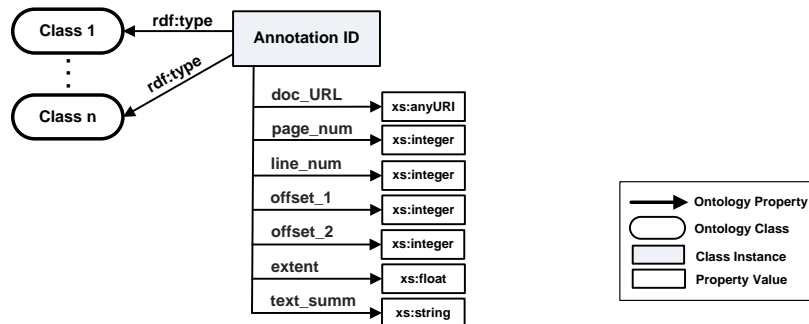 Class 1
rdf:type
Annotation ID
rdf:type
Class n
doc_URL
xs:anyURI
page_num
xs:integer
line_num
xs:integer
offset_1
xs:integer
offset_2
xs:integer
extent
xs:float
text_summ
xs:string
Ontology Property
Ontology Class
Class Instance
Property Value